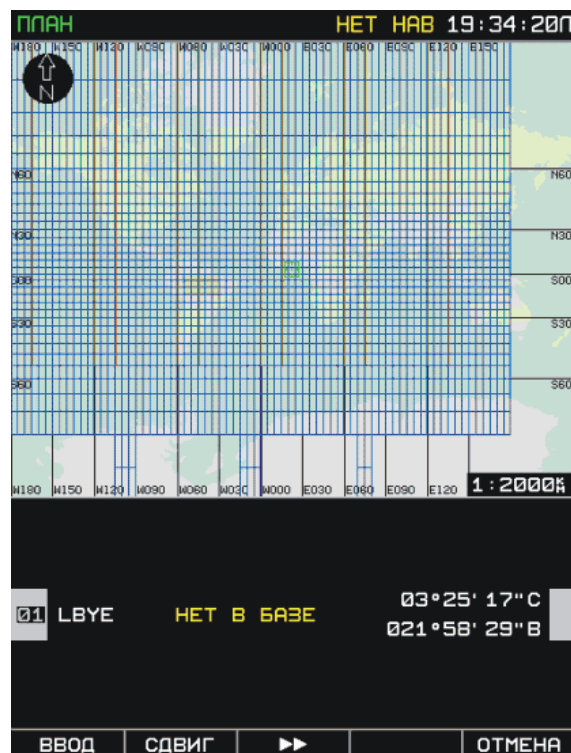 ПЛАН НЕТ НАВ 19:34:20Л
W180 W150 W120 W090 W060 W030 W000 E030 E060 E090 E120 E150
N
N60 N60
N30 N30
S00 S00
S30 S30
S60 S60
W180 W150 W120 W090 W060 W030 W000 E030 E060 E090 E120 1:2000КМ
01 LBYE НЕТ В БАЗЕ 03°25'17"С
021°58'29"В
ВВОД СДВИГ ▶▶ ОТМЕНА